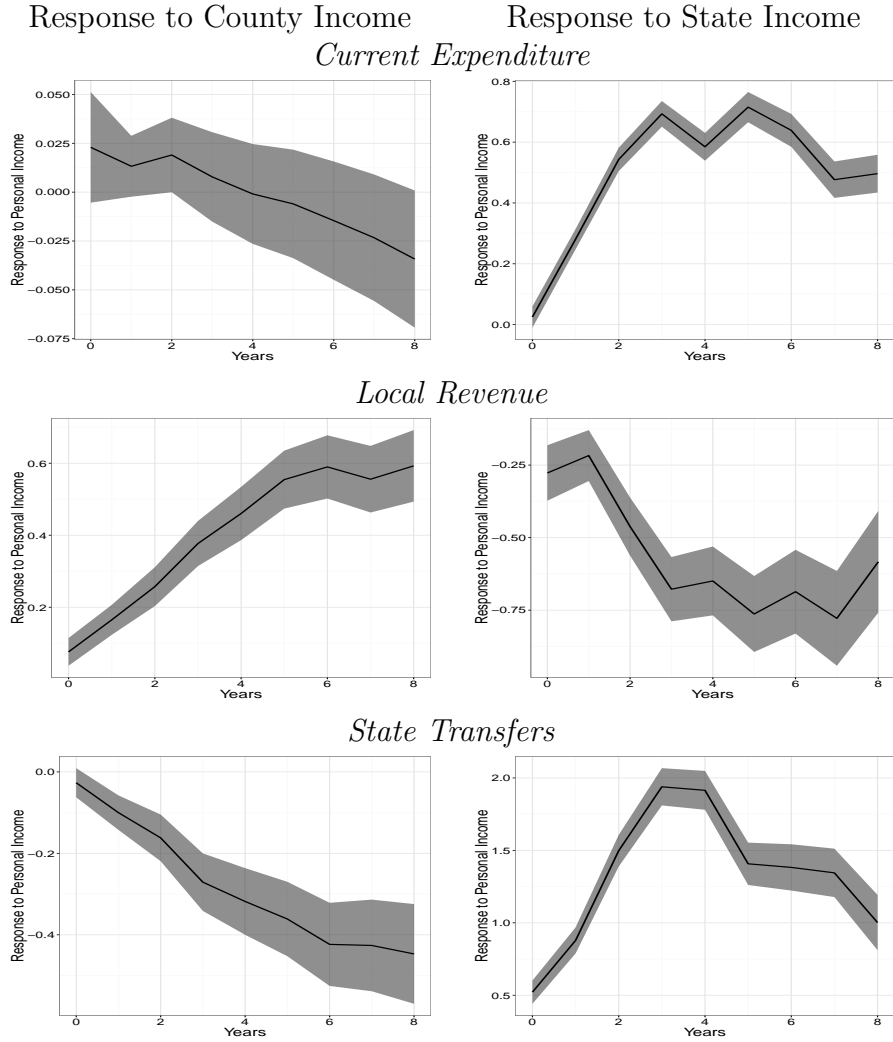 Response to County Income
Response to State Income
Current Expenditure
Response to Personal Income
0.050
0.025
0.000
−0.025
−0.050
−0.075
0 2 4 6 8
Years
Response to Personal Income
0.8
0.6
0.4
0.2
0.0
0 2 4 6 8
Years
Local Revenue
Response to Personal Income
0.6
0.4
0.2
0 2 4 6 8
Years
Response to Personal Income
−0.25
−0.50
−0.75
0 2 4 6 8
Years
State Transfers
Response to Personal Income
0.0
−0.2
−0.4
0 2 4 6 8
Years
Response to Personal Income
2.0
1.5
1.0
0.5
0 2 4 6 8
Years